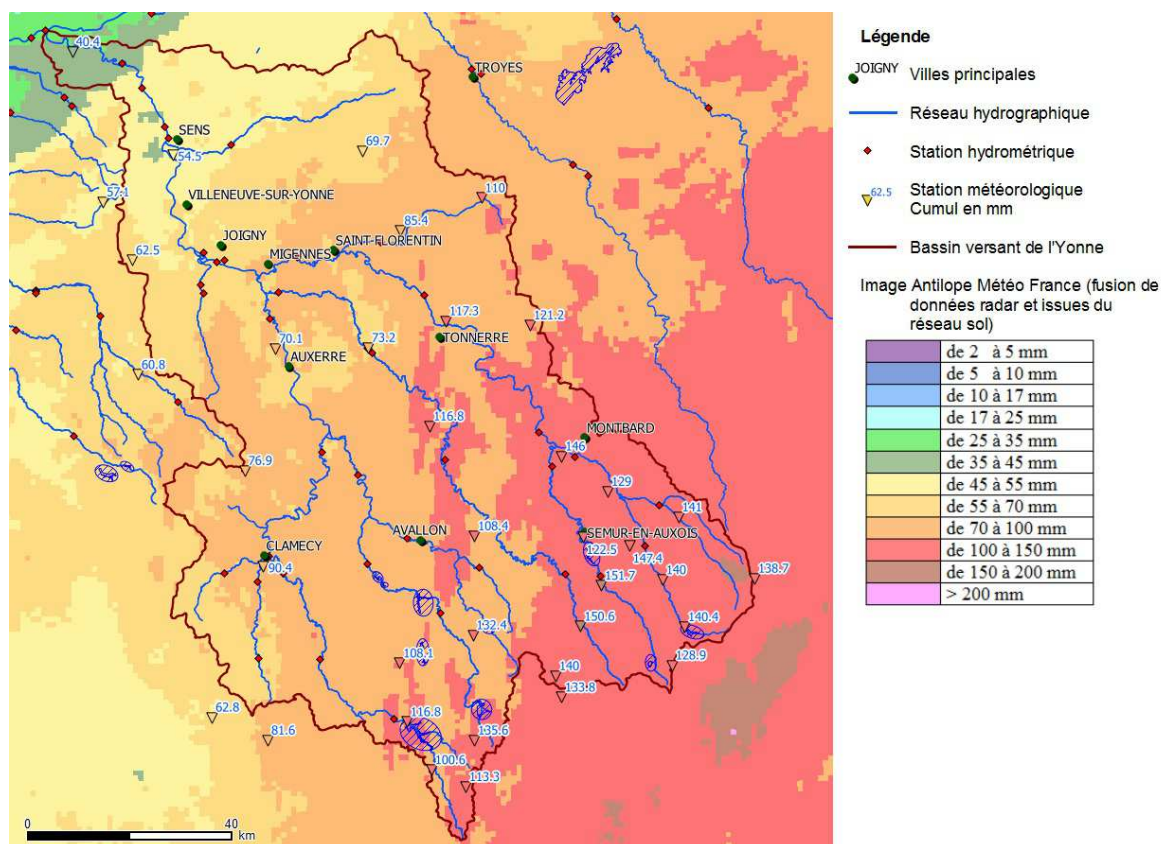 40.4
TROYES
SENS
54.5
69.7
57.1
VILLENEUVE-SUR-YONNE
110
85.4
JOIGNY
SAINT-FLORENTIN
62.5
MIGENNES
117.3
121.2
70.1
73.2
TONNERRE
AUXERRE
60.8
116.8
MONTBARD
146
76.9
129
141
108.4
AVALLON
SEMUR-EN-AUXOIS
CLAMECY
122.5
147.4
90.4
151.7
140
138.7
132.4
150.6
140.4
108.1
140
128.9
133.8
62.8
116.8
81.6
135.6
100.6
113.3
0 40
km
Légende
JOIGNY Villes principales
Réseau hydrographique
Station hydrométrique
62.5 Station météorologique
Cumul en mm
Bassin versant de l'Yonne
Image Antilope Météo France (fusion de
données radar et issues du
réseau sol)
de 2 à 5 mm
de 5 à 10 mm
de 10 à 17 mm
de 17 à 25 mm
de 25 à 35 mm
de 35 à 45 mm
de 45 à 55 mm
de 55 à 70 mm
de 70 à 100 mm
de 100 à 150 mm
de 150 à 200 mm
> 200 mm